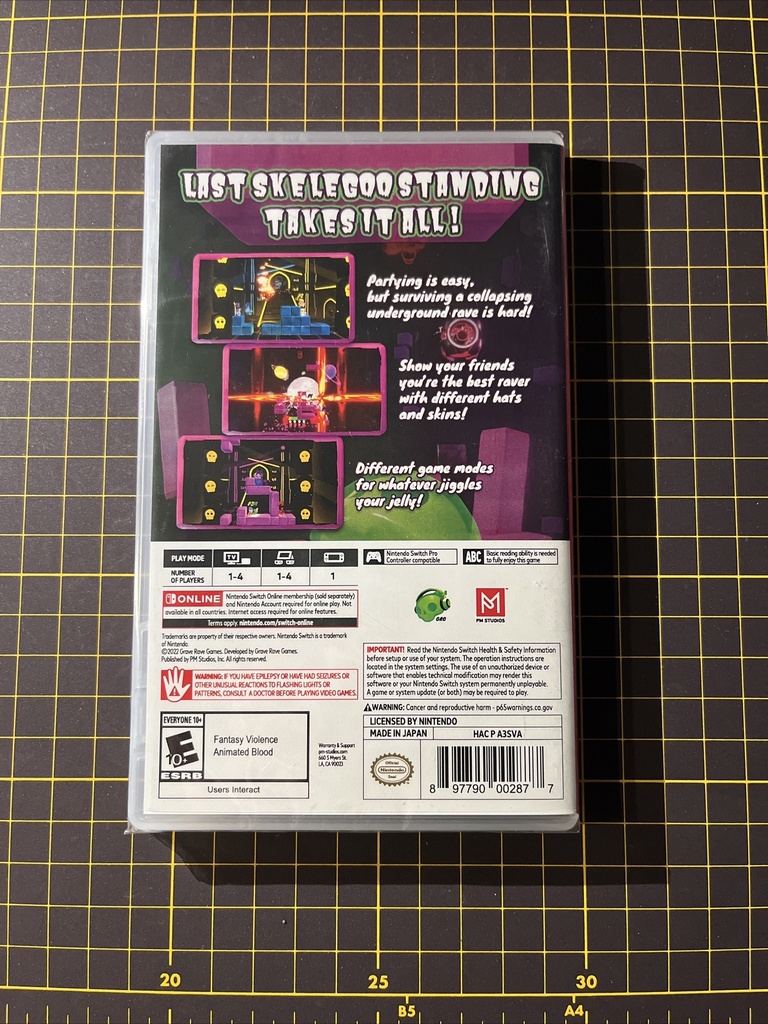 LAST SKELEGOO STANDING
TAKES IT ALL!
Partying is easy,
but surviving a collapsing
underground rave is hard!
Show your friends
you're the best raver
with different hats
and skins!
Different game modes
for whatever jiggles
your jelly!
PLAY MODE
TV
NUMBER
OF PLAYERS
1-4
1-4
1
Nintendo Switch Pro
Controller compatible
ABC
Basic reading ability is needed
to fully enjoy this game
ONLINE
Nintendo Switch Online membership (sold separately)
and Nintendo Account required for online play. Not
available in all countries. Internet access required for online features.
Terms apply. nintendo.com/switch-online
Trademarks are property of their respective owners. Nintendo Switch is a trademark
of Nintendo.
©2022 Grave Rave Games. Developed by Grave Rave Games.
Published by PM Studios, Inc. All rights reserved.
WARNING: IF YOU HAVE EPILEPSY OR HAVE HAD SEIZURES OR
OTHER UNUSUAL REACTIONS TO FLASHING LIGHTS OR
PATTERNS, CONSULT A DOCTOR BEFORE PLAYING VIDEO GAMES.
GRG
PM STUDIOS
IMPORTANT! Read the Nintendo Switch Health & Safety Information
before setup or use of your system. The operation instructions are
located in the system settings. The use of an unauthorized device or
software that enables technical modification may render this
software or your Nintendo Switch system permanently unplayable.
A game or system update (or both) may be required to play.
WARNING: Cancer and reproductive harm - p65warnings.ca.gov
EVERYONE 10+
E
10+
ESRB
Fantasy Violence
Animated Blood
Users Interact
Warranty & Support
pm-studios.com
660 S Myers St.
LA, CA 90023
LICENSED BY NINTENDO
MADE IN JAPAN
HAC P A3SVA
Official
Nintendo
Seal
8 97790 00287 7
20
25
30
B5
A4